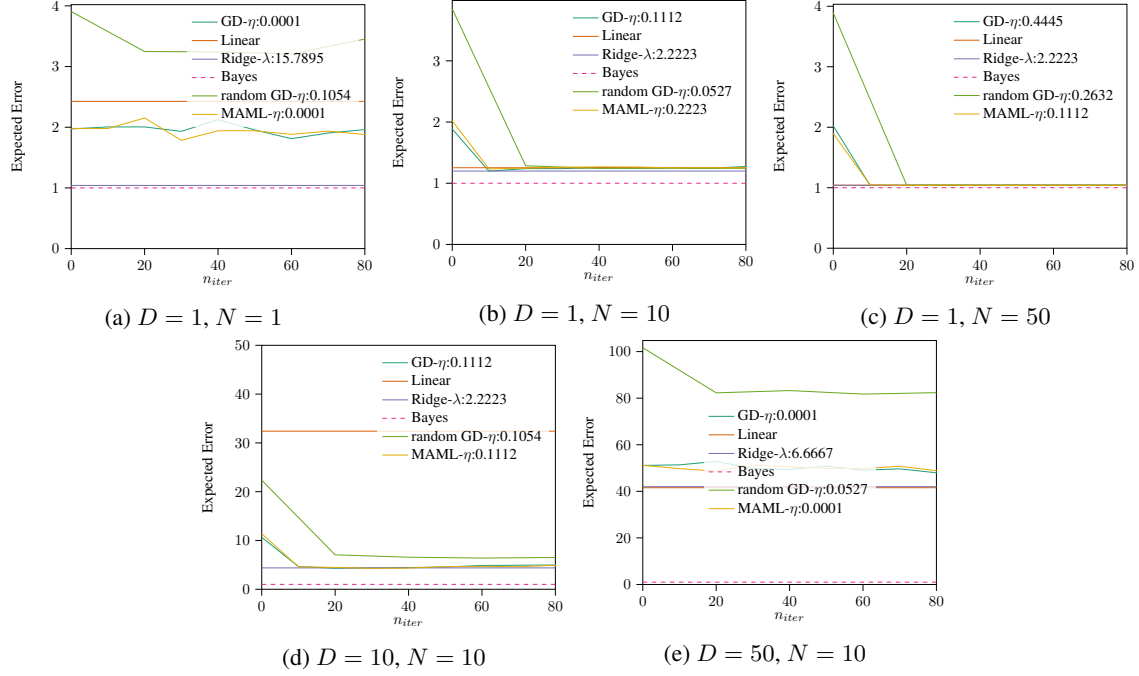 4
3
2
1
0
Expected Error
GD-η:0.0001
Linear
Ridge-λ:15.7895
Bayes
random GD-η:0.1054
MAML-η:0.0001
0 20 40 60 80
n_iter
(a) D = 1, N = 1
3
2
1
0
Expected Error
GD-η:0.1112
Linear
Ridge-λ:2.2223
Bayes
random GD-η:0.0527
MAML-η:0.2223
0 20 40 60 80
n_iter
(b) D = 1, N = 10
4
3
2
1
0
Expected Error
GD-η:0.4445
Linear
Ridge-λ:2.2223
Bayes
random GD-η:0.2632
MAML-η:0.1112
0 20 40 60 80
n_iter
(c) D = 1, N = 50
50
40
30
20
10
0
Expected Error
GD-η:0.1112
Linear
Ridge-λ:2.2223
Bayes
random GD-η:0.1054
MAML-η:0.1112
0 20 40 60 80
n_iter
(d) D = 10, N = 10
100
80
60
40
20
0
Expected Error
GD-η:0.0001
Linear
Ridge-λ:6.6667
Bayes
random GD-η:0.0527
MAML-η:0.0001
0 20 40 60 80
n_iter
(e) D = 50, N = 10